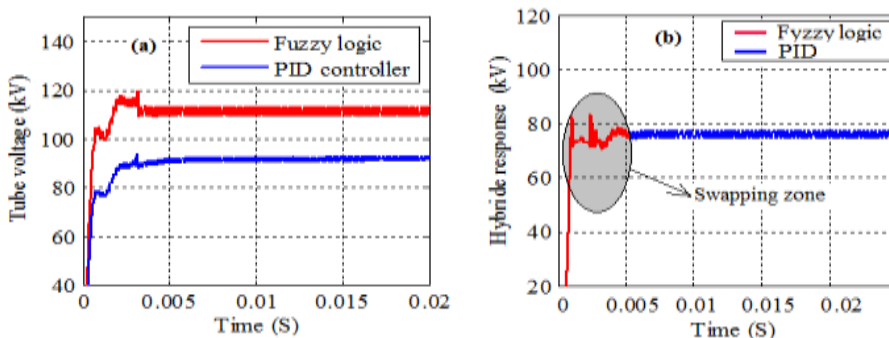 (a)
Fuzzy logic
PID controller
140
120
100
80
60
40
Tube voltage (kV)
0 0.005 0.01 0.015 0.02
Time (S)
(b)
Fyzzy logic
PID
120
100
80
60
40
20
Hybride response (kV)
Swapping zone
0 0.005 0.01 0.015 0.02
Time (S)